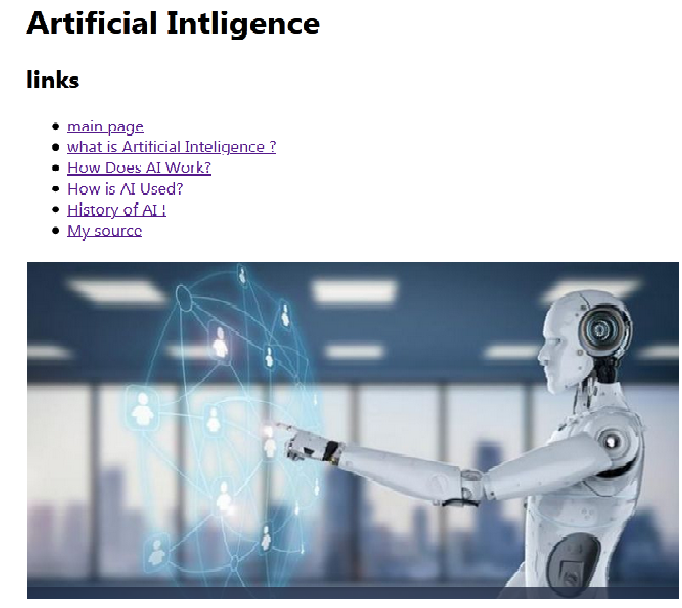 Artificial Intligence
links
main page
what is Artificial Inteligence ?
How Does AI Work?
How is AI Used?
History of AI !
My source